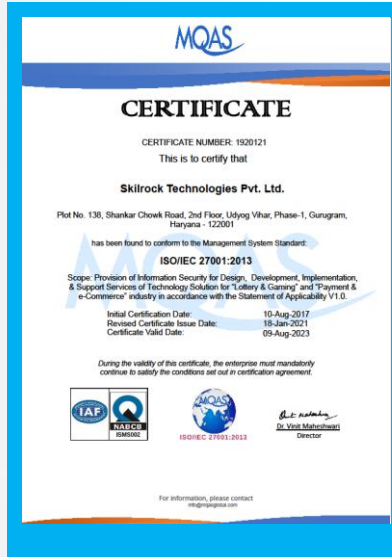 MQAS
CERTIFICATE
CERTIFICATE NUMBER: 1920121
This is to certify that
Skilrock Technologies Pvt. Ltd.
Plot No. 138, Shankar Chowk Road, 2nd Floor, Udyog Vihar, Phase-1, Gurugram,
Haryana - 122001
has been found to conform to the Management System Standard:
ISO/IEC 27001:2013
Scope: Provision of Information Security for Design, Development, Implementation,
& Support Services of Technology Solution for "Lottery & Gaming" and "Payment &
e-Commerce" industry in accordance with the Statement of Applicability V1.0.
Initial Certification Date: 10-Aug-2017
Revised Certificate Issue Date: 18-Jan-2021
Certificate Valid Date: 09-Aug-2023
During the validity of this certificate, the enterprise must mandatorily
continue to satisfy the conditions set out in certification agreement.
IAF
NABCB
ISMS002
MQAS
ISO/IEC 27001:2013
Dr. Vinit Maheshwari
Director
For information, please contact
info@mqasglobal.com